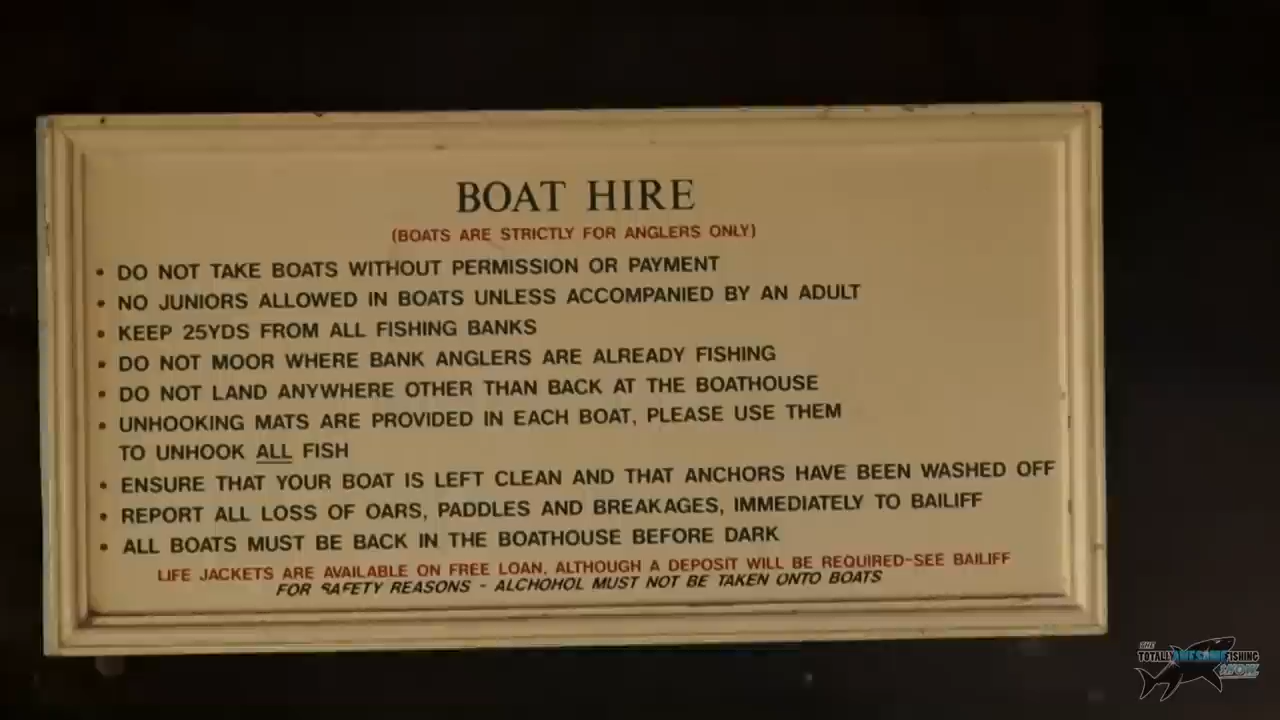 BOAT HIRE
(BOATS ARE STRICTLY FOR ANGLERS ONLY)
• DO NOT TAKE BOATS WITHOUT PERMISSION OR PAYMENT
• NO JUNIORS ALLOWED IN BOATS UNLESS ACCOMPANIED BY AN ADULT
• KEEP 25YDS FROM ALL FISHING BANKS
• DO NOT MOOR WHERE BANK ANGLERS ARE ALREADY FISHING
• DO NOT LAND ANYWHERE OTHER THAN BACK AT THE BOATHOUSE
• UNHOOKING MATS ARE PROVIDED IN EACH BOAT, PLEASE USE THEM
TO UNHOOK ALL FISH
• ENSURE THAT YOUR BOAT IS LEFT CLEAN AND THAT ANCHORS HAVE BEEN WASHED OFF
• REPORT ALL LOSS OF OARS, PADDLES AND BREAKAGES, IMMEDIATELY TO BAILIFF
• ALL BOATS MUST BE BACK IN THE BOATHOUSE BEFORE DARK
LIFE JACKETS ARE AVAILABLE ON FREE LOAN, ALTHOUGH A DEPOSIT WILL BE REQUIRED-SEE BAILIFF
FOR SAFETY REASONS - ALCHOHOL MUST NOT BE TAKEN ONTO BOATS
THE
TOTALLY AWESOME FISHING
SHOW